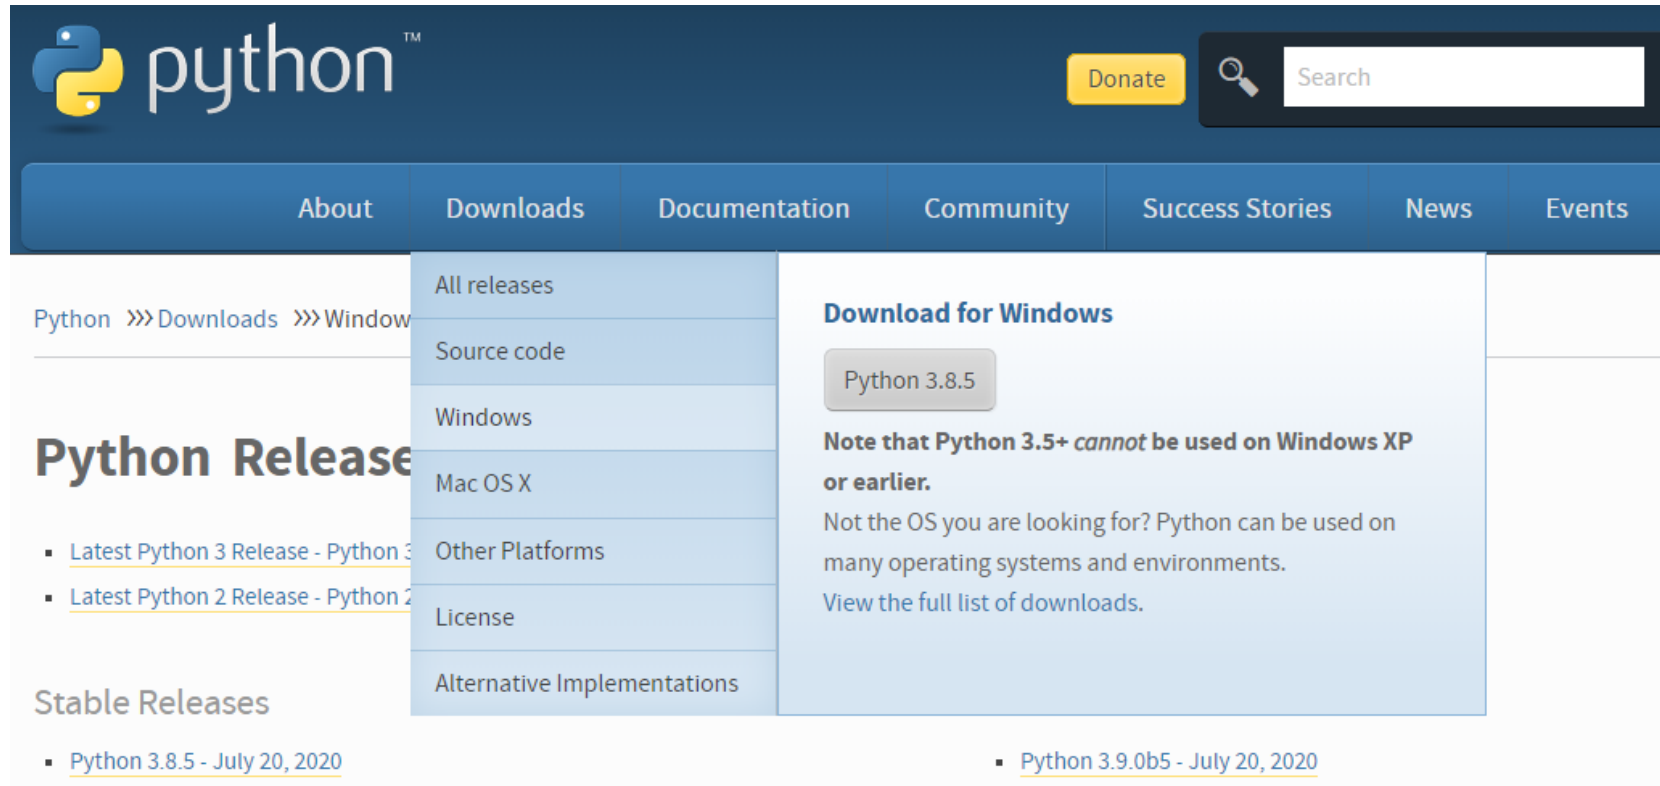 python™
Donate
Search
About
Downloads
Documentation
Community
Success Stories
News
Events
Python >>> Downloads >>> Window
All releases
Source code
Windows
Mac OS X
Other Platforms
License
Alternative Implementations
Download for Windows
Python 3.8.5
Note that Python 3.5+ cannot be used on Windows XP
or earlier.
Not the OS you are looking for? Python can be used on
many operating systems and environments.
View the full list of downloads.
Python Release
Latest Python 3 Release - Python 3
Latest Python 2 Release - Python 2
Stable Releases
Python 3.8.5 - July 20, 2020
Python 3.9.0b5 - July 20, 2020